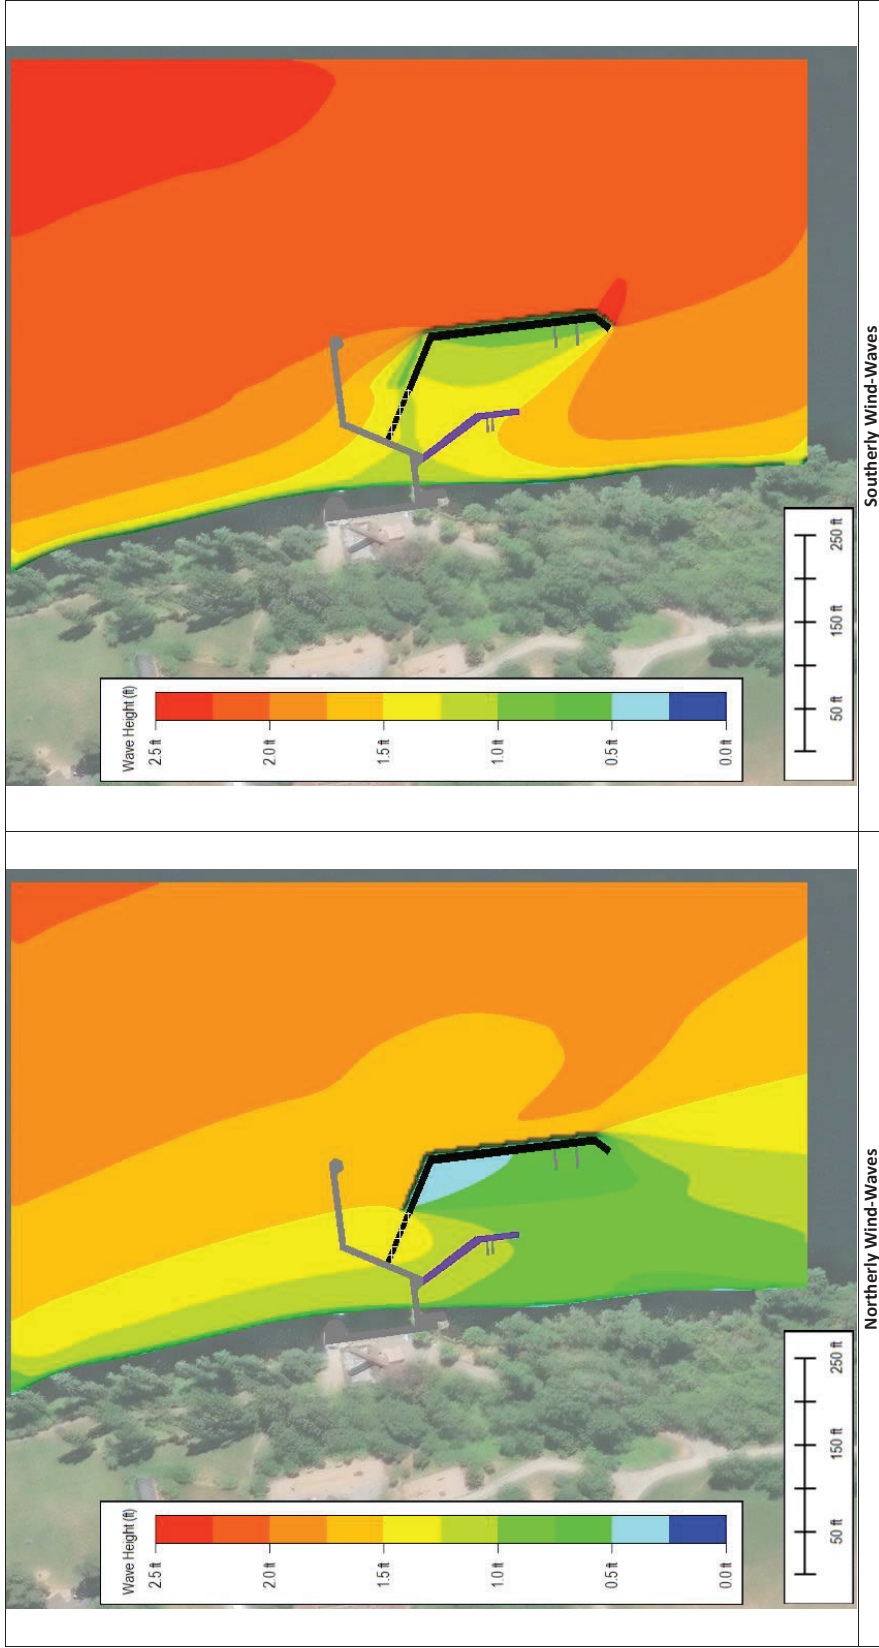 Wave Height (ft)
2.5 ft
2.0 ft
1.5 ft
1.0 ft
0.5 ft
0.0 ft
50 ft
150 ft
250 ft
Northerly Wind-Waves
Wave Height (ft)
2.5 ft
2.0 ft
1.5 ft
1.0 ft
0.5 ft
0.0 ft
50 ft
150 ft
250 ft
Southerly Wind-Waves